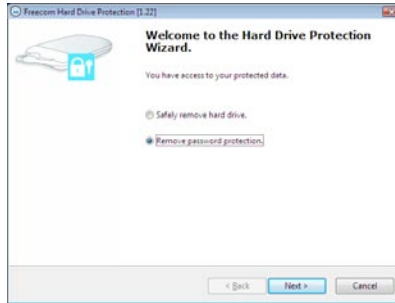 Freecom Hard Drive Protection [1.22]
Welcome to the Hard Drive Protection
Wizard.
You have access to your protected data.
Safely remove hard drive.
Remove password protection.
< Back
Next >
Cancel